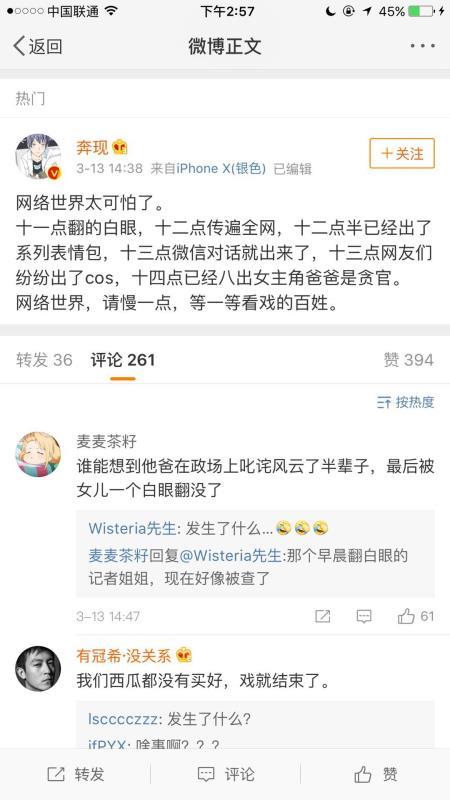 中国联通
下午2:57
45%
返回
微博正文
热门
奔现
3-13 14:38 来自iPhone X(银色) 已编辑
+关注
网络世界太可怕了。
十一点翻的白眼，十二点传遍全网，十二点半已经出了
系列表情包，十三点微信对话就出来了，十三点网友们
纷纷出了cos，十四点已经八出女主角爸爸是贪官。
网络世界，请慢一点，等一等看戏的百姓。
转发 36
评论 261
赞 394
按热度
麦麦茶籽
谁能想到他爸在政场上叱诧风云了半辈子，最后被
女儿一个白眼翻没了
Wisteria先生: 发生了什么...
麦麦茶籽回复@Wisteria先生:那个早晨翻白眼的
记者姐姐，现在好像被查了
3-13 14:47
61
有冠希·没关系
我们西瓜都没有买好，戏就结束了。
lscccczzz: 发生了什么?
ifPYX: 啥事啊? ? ?
转发
评论
赞